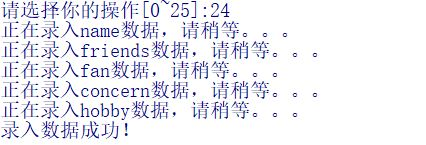 请选择你的操作[0~25]:24
正在录入name数据，请稍等。。。
正在录入friends数据，请稍等。。。
正在录入fan数据，请稍等。。。
正在录入concern数据，请稍等。。。
正在录入hobby数据，请稍等。。。
录入数据成功！